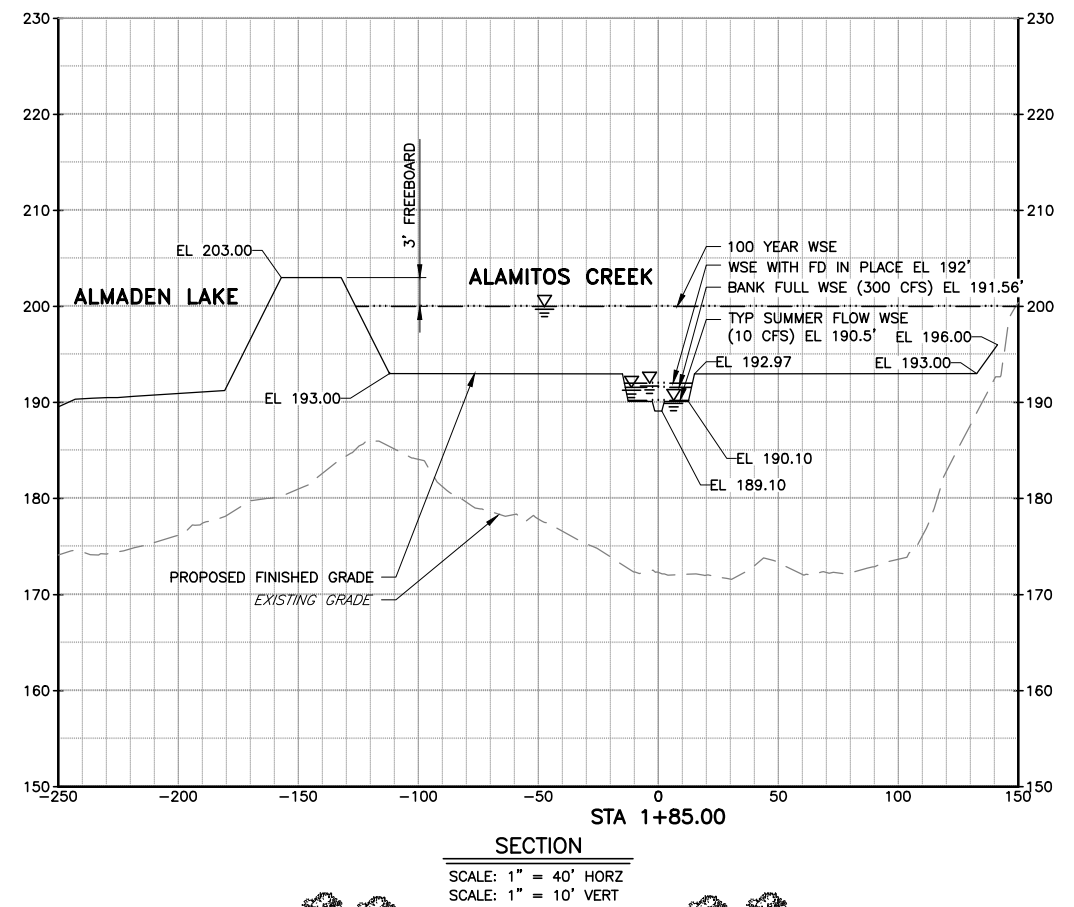 230 230
220 220
210 210
3' FREEBOARD
EL 203.00
100 YEAR WSE
ALAMITOS CREEK
WSE WITH FD IN PLACE EL 192'
ALMADEN LAKE
BANK FULL WSE (300 CFS) EL 191.56'
200 200
TYP SUMMER FLOW WSE
(10 CFS) EL 190.5' EL 196.00
EL 192.97 EL 193.00
EL 193.00
190 190
EL 190.10
EL 189.10
180 180
PROPOSED FINISHED GRADE
EXISTING GRADE
170 170
160 160
150 150
-250 -200 -150 -100 -50 0 50 100 150
STA 1+85.00
SECTION
SCALE: 1" = 40' HORZ
SCALE: 1" = 10' VERT